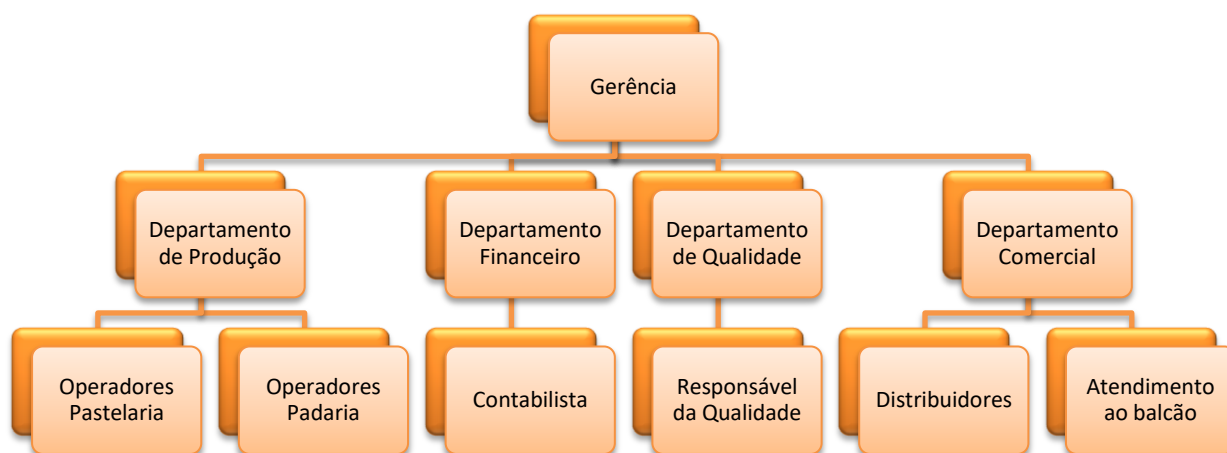 Gerência
Departamento
de Produção
Departamento
Financeiro
Departamento
de Qualidade
Departamento
Comercial
Operadores
Pastelaria
Operadores
Padaria
Contabilista
Responsável
da Qualidade
Distribuidores
Atendimento
ao balcão